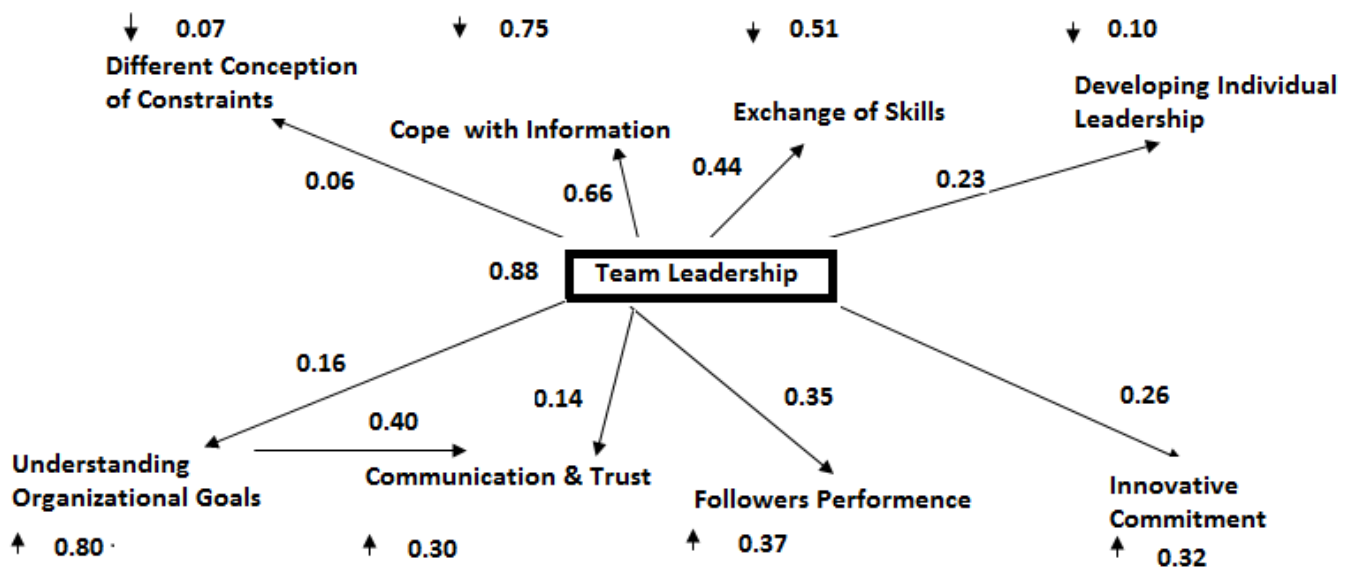 0.07
0.75
0.51
0.10
Different Conception
of Constraints
Cope with Information
Exchange of Skills
Developing Individual
Leadership
0.06
0.66
0.44
0.23
0.88
Team Leadership
0.16
0.40
0.14
0.35
0.26
Understanding
Organizational Goals
Communication & Trust
Followers Performence
Innovative
Commitment
0.80
0.30
0.37
0.32